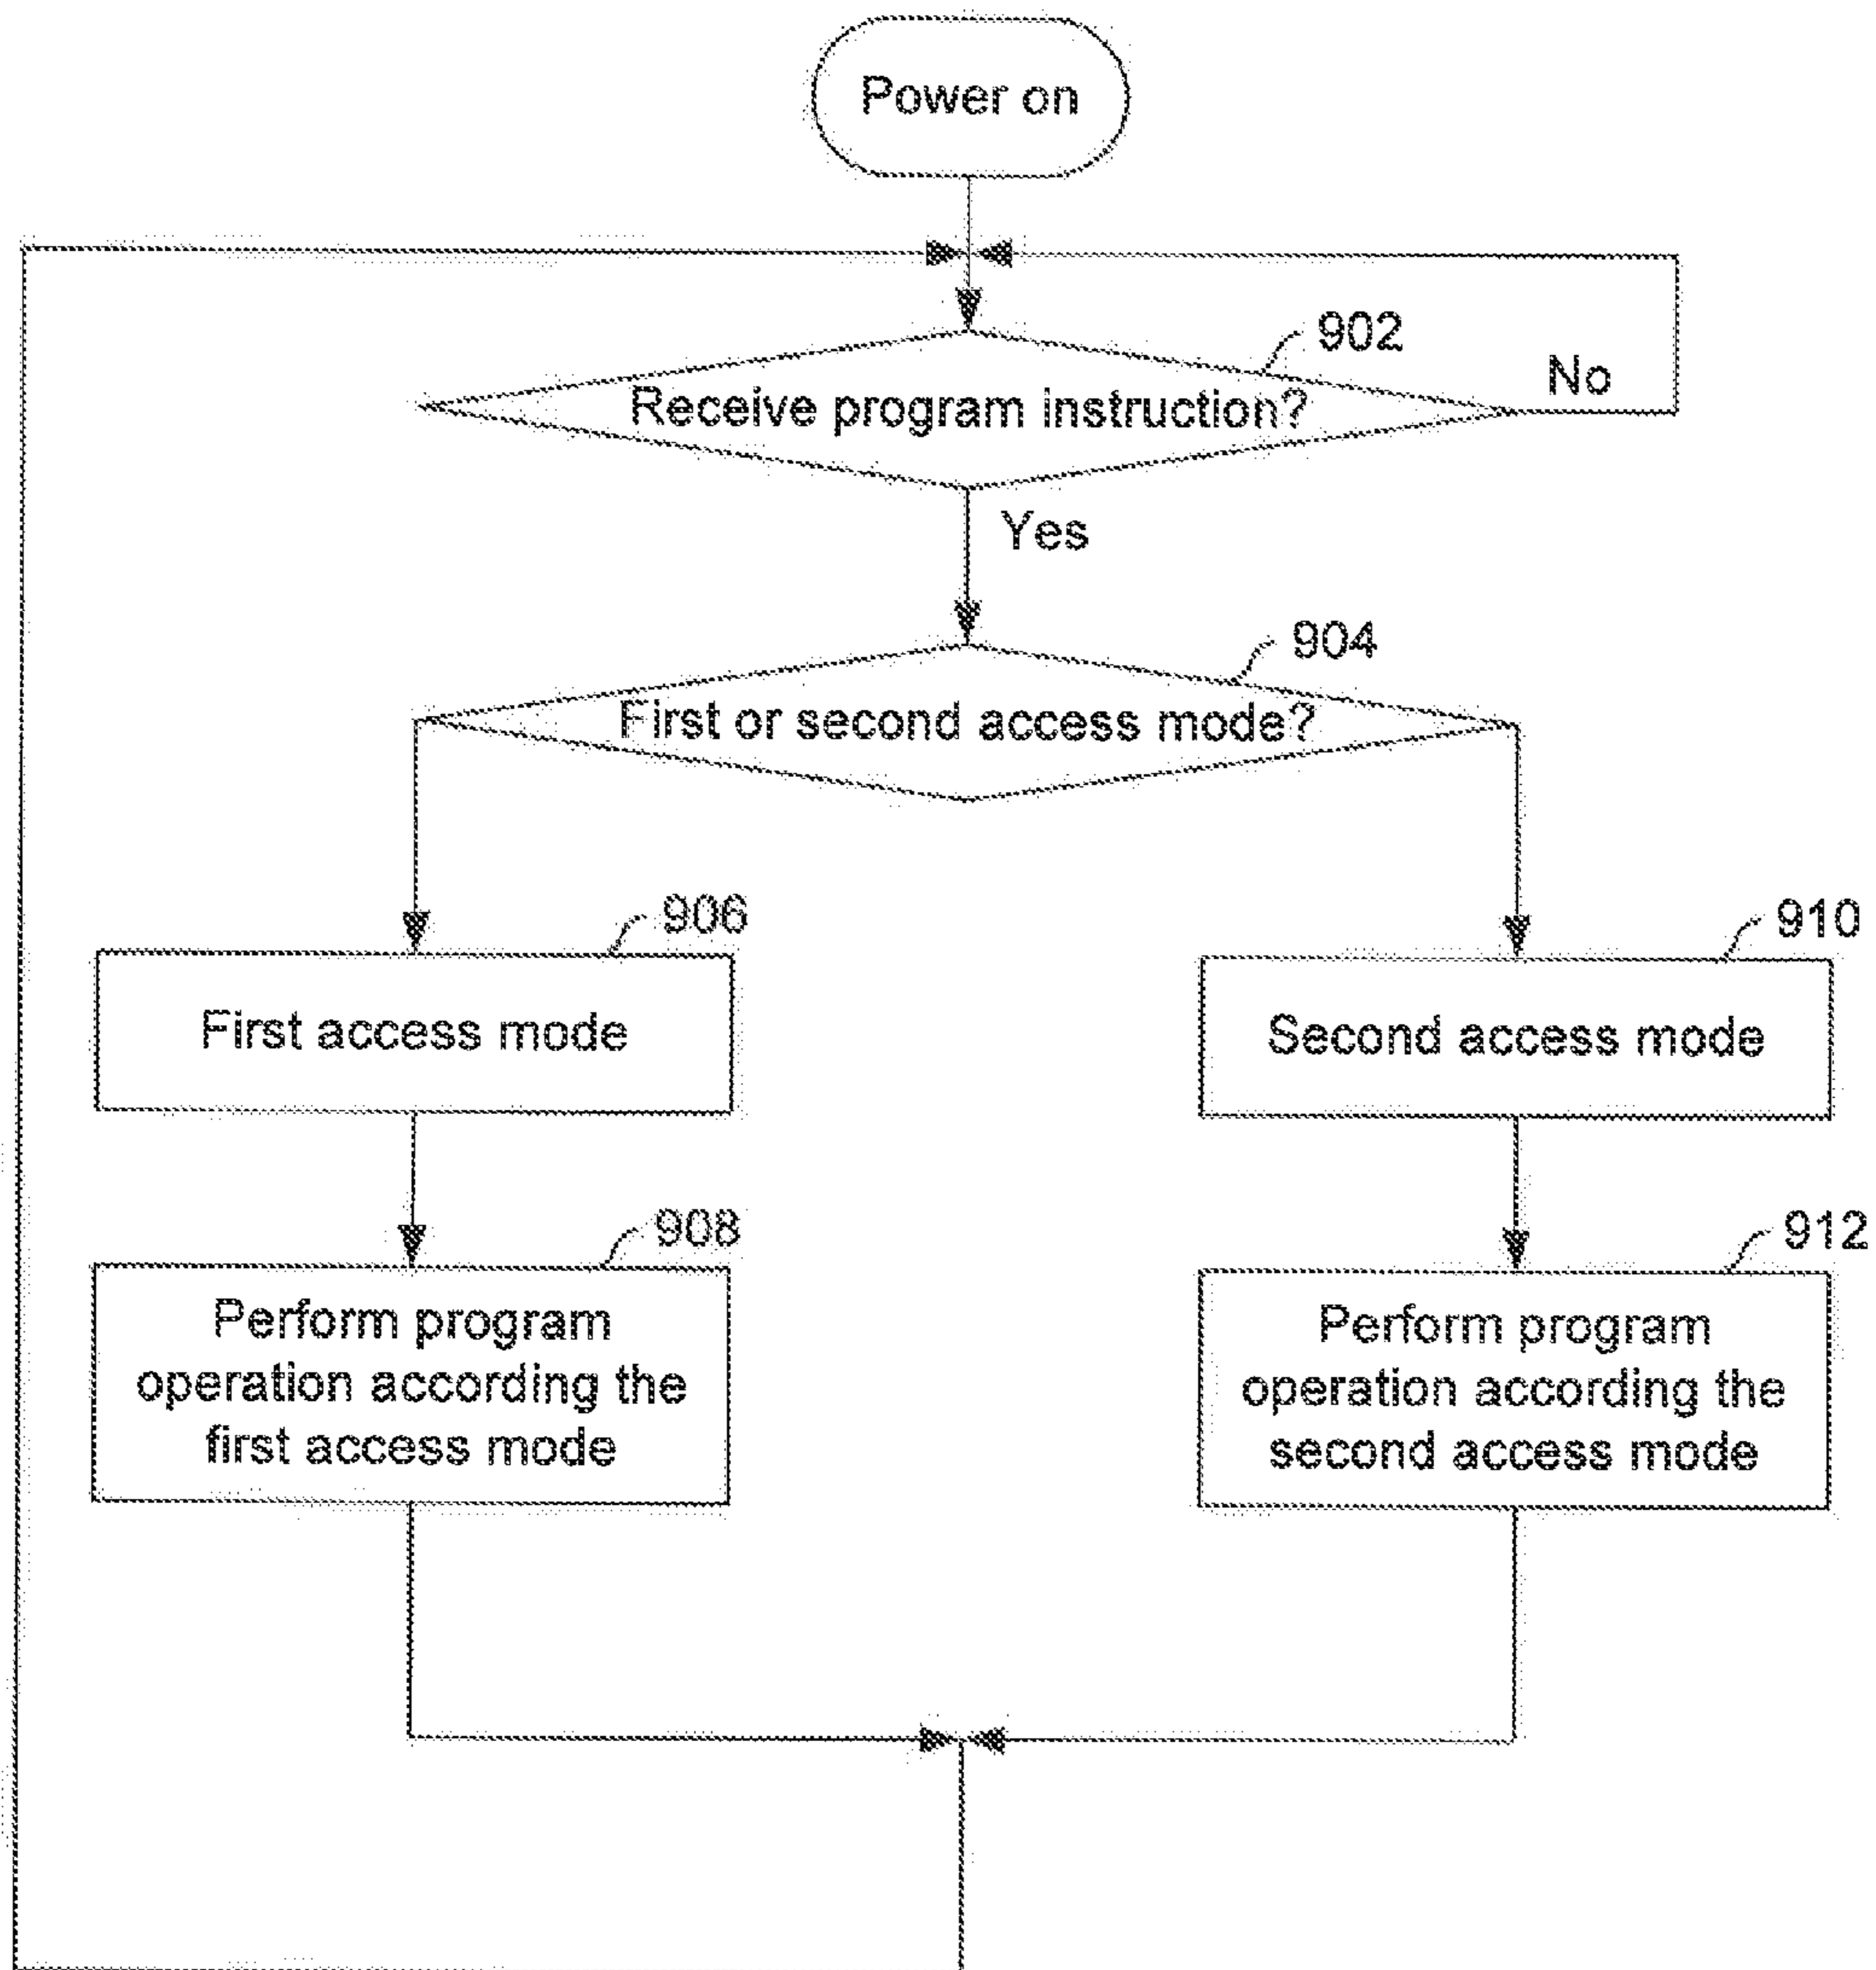 Power on
902
No
Receive program instruction?
Yes
904
First or second access mode?
906
First access mode
910
Second access mode
908
Perform program
operation according the
first access mode
912
Perform program
operation according the
second access mode